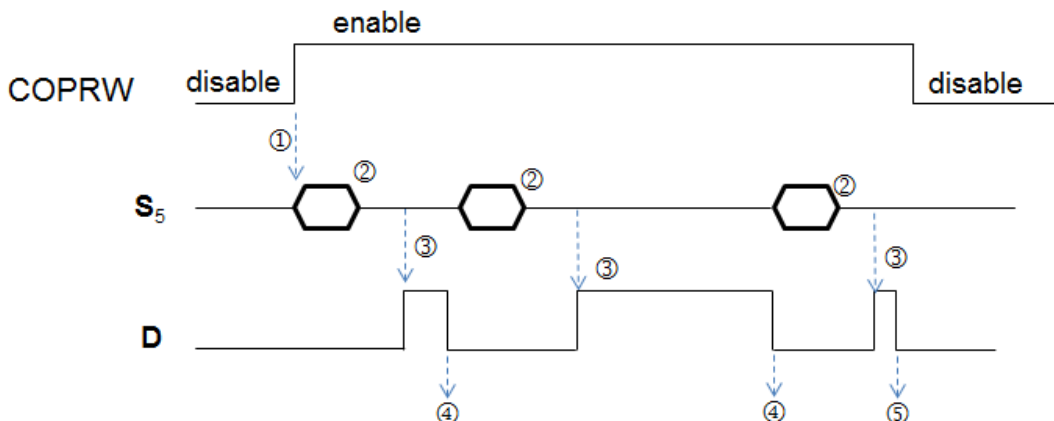 enable
disable
COPRW
disable
①
②
②
②
S₅
③
③
③
D
④
④
⑤